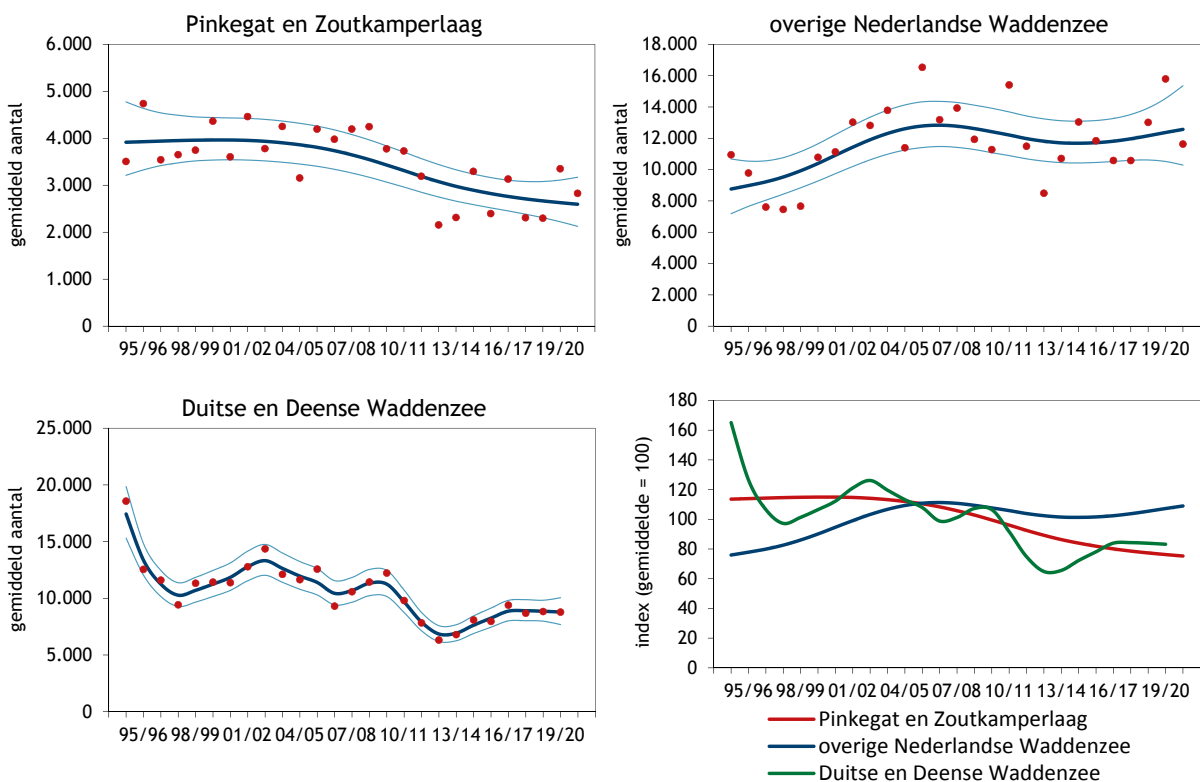 Pinkegat en Zoutkamperlaag
gemiddeld aantal
6.000
5.000
4.000
3.000
2.000
1.000
0
95/96 98/99 01/02 04/05 07/08 10/11 13/14 16/17 19/20
overige Nederlandse Waddenzee
gemiddeld aantal
18.000
16.000
14.000
12.000
10.000
8.000
6.000
4.000
2.000
0
95/96 98/99 01/02 04/05 07/08 10/11 13/14 16/17 19/20
Duitse en Deense Waddenzee
gemiddeld aantal
25.000
20.000
15.000
10.000
5.000
0
95/96 98/99 01/02 04/05 07/08 10/11 13/14 16/17 19/20
index (gemiddelde = 100)
180
160
140
120
100
80
60
40
20
0
95/96 98/99 01/02 04/05 07/08 10/11 13/14 16/17 19/20
Pinkegat en Zoutkamperlaag
overige Nederlandse Waddenzee
Duitse en Deense Waddenzee